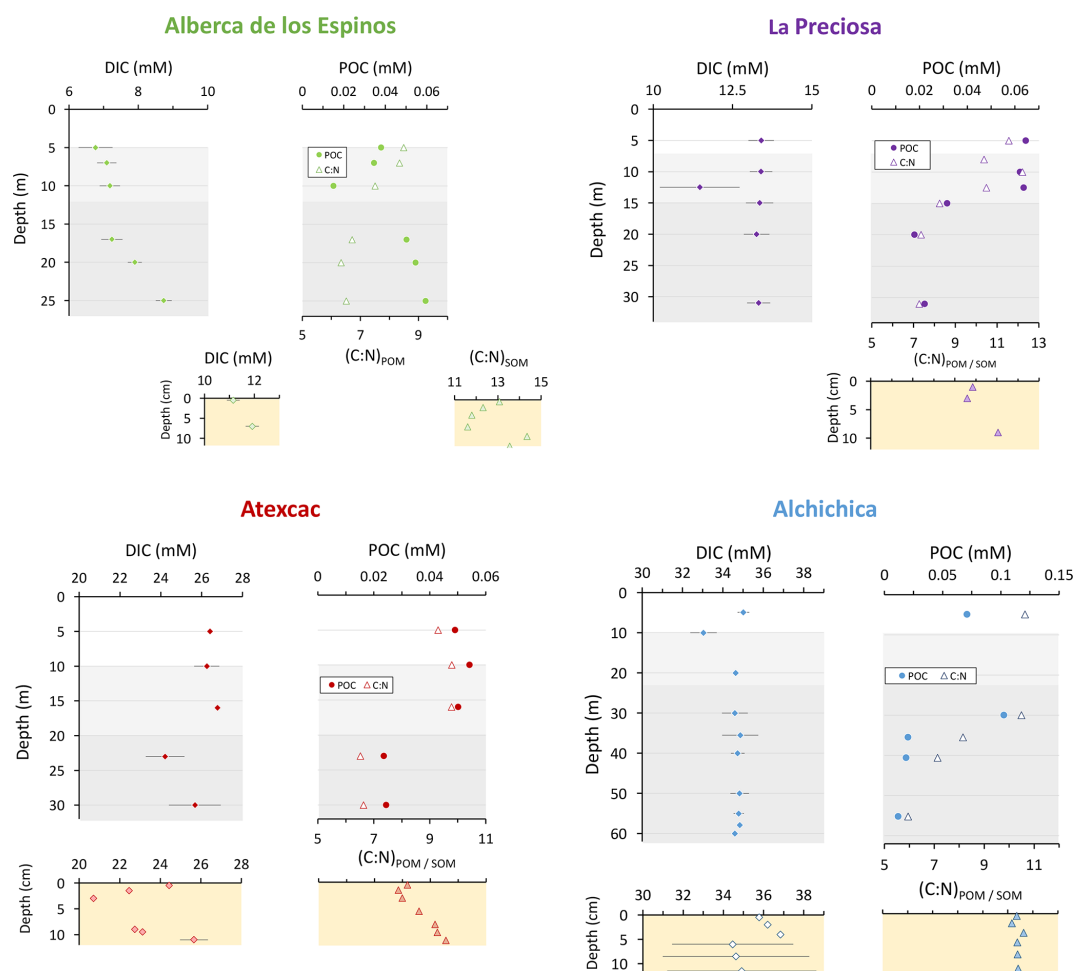 Alberca de los Espinos
La Preciosa
DIC (mM)
POC (mM)
DIC (mM)
POC (mM)
6 8 10
0 0.02 0.04 0.06
10 12.5 15
0 0.02 0.04 0.06
Depth (m)
0
5
10
15
20
25
POC
C:N
5 7 9
(C:N)POM
Depth (m)
0
5
10
15
20
25
30
POC
C:N
5 7 9 11 13
(C:N)POM / SOM
DIC (mM)
10 12
Depth (cm)
0
5
10
(C:N)SOM
11 13 15
Depth (cm)
0
5
10
Atexcac
Alchichica
DIC (mM)
POC (mM)
DIC (mM)
POC (mM)
20 22 24 26 28
0 0.02 0.04 0.06
30 32 34 36 38
0 0.05 0.1 0.15
Depth (m)
0
5
10
15
20
25
30
POC C:N
5 7 9 11
(C:N)POM / SOM
Depth (m)
0
10
20
30
40
50
60
POC C:N
5 7 9 11
(C:N)POM / SOM
20 22 24 26 28
Depth (cm)
0
5
10
30 32 34 36 38
Depth (cm)
0
5
10